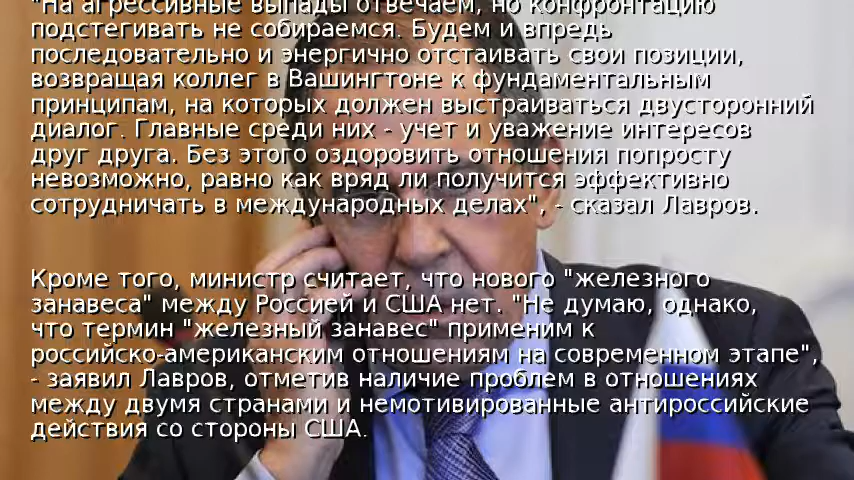 "На агрессивные выпады отвечаем, но конфронтацию
подстегивать не собираемся. Будем и впредь
последовательно и энергично отстаивать свои позиции,
возвращая коллег в Вашингтоне к фундаментальным
принципам, на которых должен выстраиваться двусторонний
диалог. Главные среди них - учет и уважение интересов
друг друга. Без этого оздоровить отношения попросту
невозможно, равно как вряд ли получится эффективно
сотрудничать в международных делах", - сказал Лавров.
Кроме того, министр считает, что нового "железного
занавеса" между Россией и США нет. "Не думаю, однако,
что термин "железный занавес" применим к
российско-американским отношениям на современном этапе",
- заявил Лавров, отметив наличие проблем в отношениях
между двумя странами и немотивированные антироссийские
действия со стороны США.